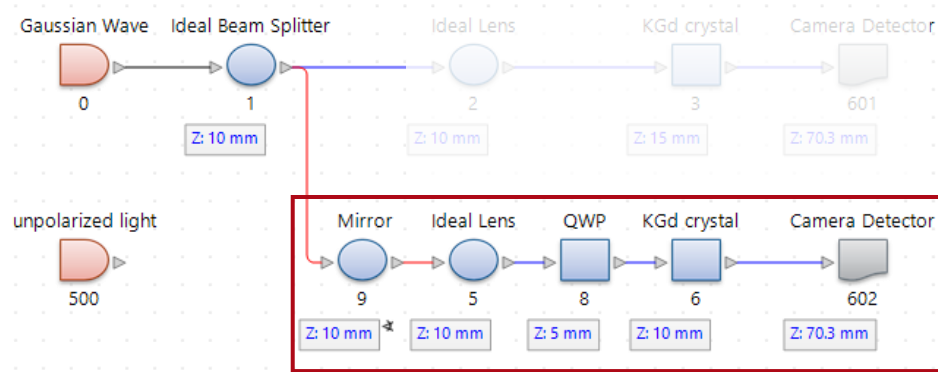 Gaussian Wave Ideal Beam Splitter Ideal Lens KGd crystal Camera Detector
0 1 2 3 601
Z: 10 mm Z: 10 mm Z: 15 mm Z: 70.3 mm
unpolarized light Mirror Ideal Lens QWP KGd crystal Camera Detector
500 9 5 8 6 602
Z: 10 mm Z: 10 mm Z: 5 mm Z: 10 mm Z: 70.3 mm